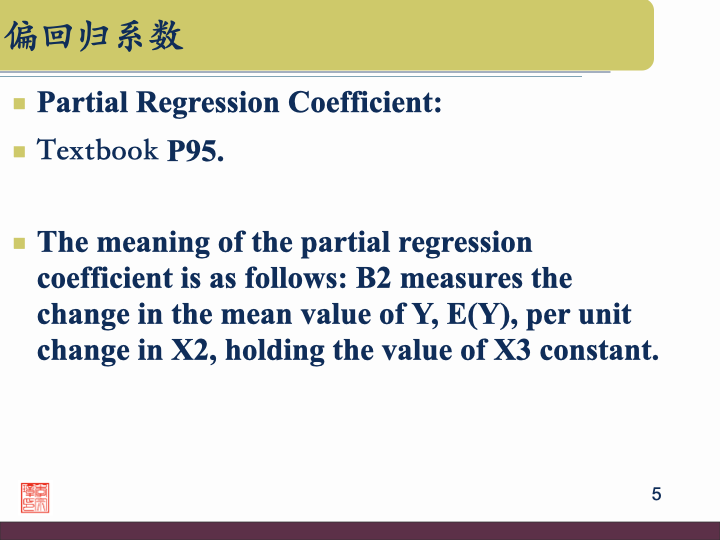 偏回归系数
Partial Regression Coefficient:
Textbook P95.
The meaning of the partial regression
coefficient is as follows: B2 measures the
change in the mean value of Y, E(Y), per unit
change in X2, holding the value of X3 constant.
5